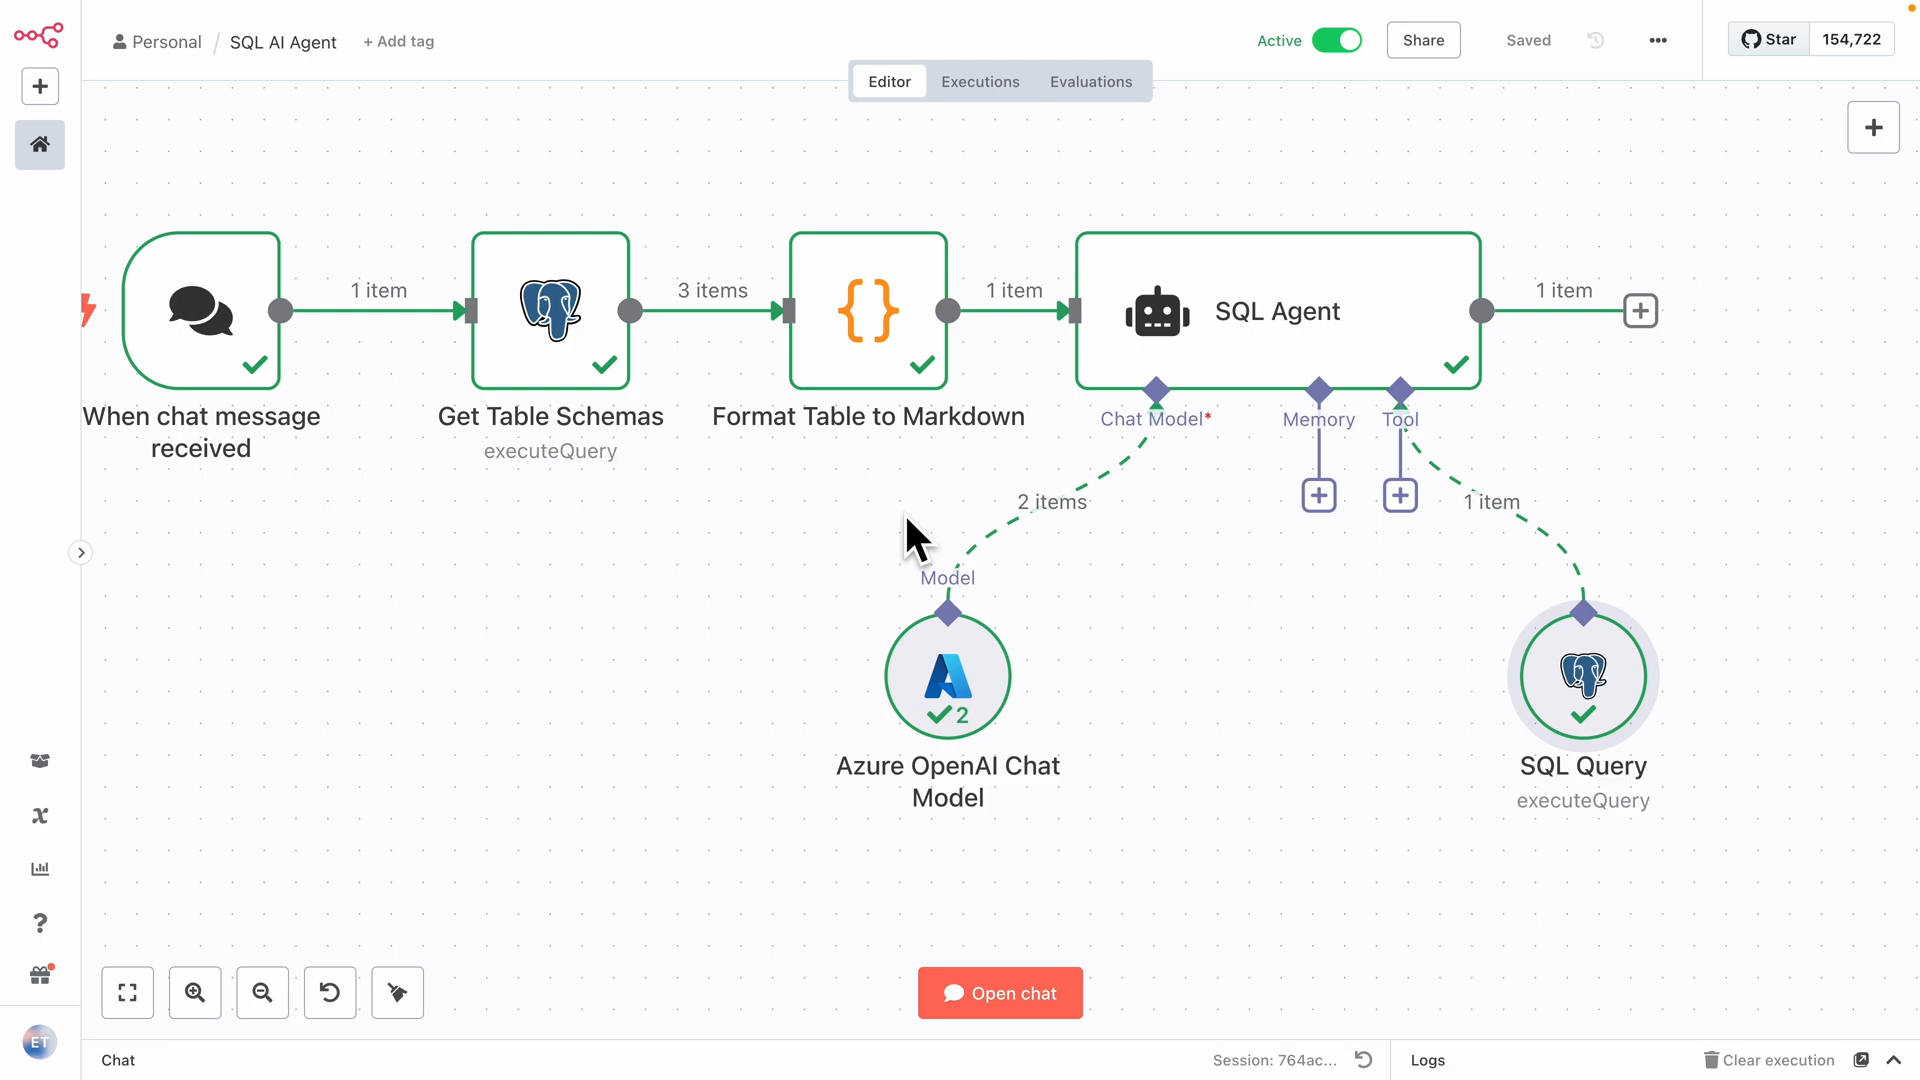 Personal / SQL AI Agent + Add tag
Active
Share
Saved
Star 154,722
Editor Executions Evaluations
1 item
3 items
1 item
SQL Agent
1 item
When chat message
received
Get Table Schemas
executeQuery
Format Table to Markdown
Chat Model*
Memory
Tool
2 items
1 item
Model
2
Azure OpenAI Chat
Model
SQL Query
executeQuery
Open chat
ET
Chat
Session: 764ac...
Logs
Clear execution